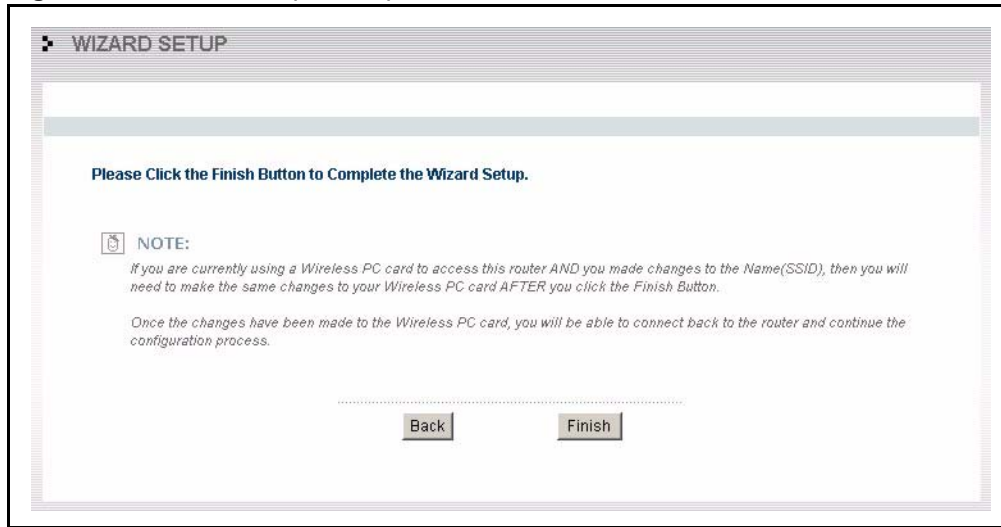 WIZARD SETUP
Please Click the Finish Button to Complete the Wizard Setup.
NOTE:
If you are currently using a Wireless PC card to access this router AND you made changes to the Name(SSID), then you will
need to make the same changes to your Wireless PC card AFTER you click the Finish Button.
Once the changes have been made to the Wireless PC card, you will be able to connect back to the router and continue the
configuration process.
Back Finish